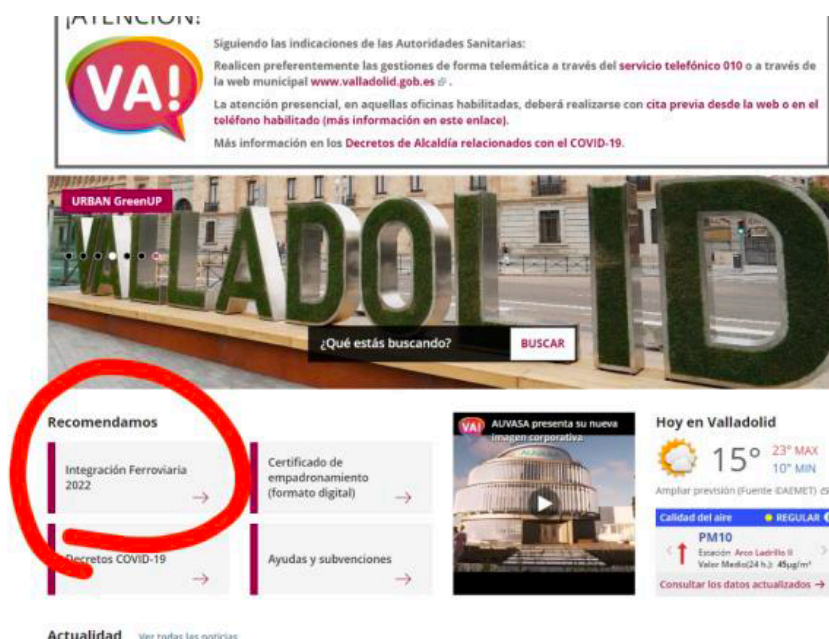 ¡ATENCIÓN!
VA!
Siguiendo las indicaciones de las Autoridades Sanitarias:
Realicen preferentemente las gestiones de forma telemática a través del servicio telefónico 010 o a través de
la web municipal www.valladolid.gob.es .
La atención presencial, en aquellas oficinas habilitadas, deberá realizarse con cita previa desde la web o en el
teléfono habilitado (más información en este enlace).
Más información en los Decretos de Alcaldía relacionados con el COVID-19.
URBAN GreenUP
VALLADOLID
¿Qué estás buscando?
BUSCAR
Recomendamos
Integración Ferroviaria
2022
Certificado de
empadronamiento
(formato digital)
Decretos COVID-19
Ayudas y subvenciones
VA!
AUVASA presenta su nueva
imagen corporativa
AUVASA
Hoy en Valladolid
15°
23° MAX
10° MIN
Ampliar previsión (Fuente ©AEMET)
Calidad del aire
REGULAR
PM10
Estación Arco Ladrillo II
Valor Medio(24 h.): 45µg/m³
Consultar los datos actualizados →
Actualidad
Ver todas las noticias